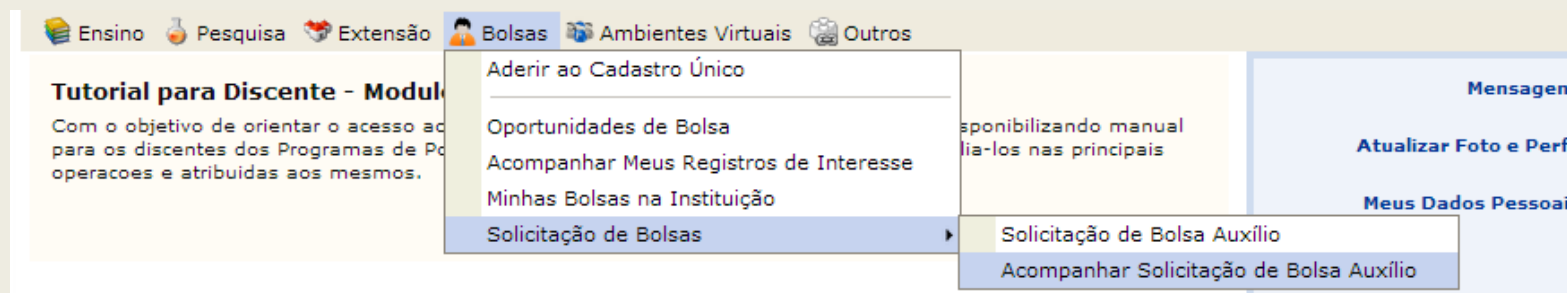 Ensino Pesquisa Extensão Bolsas Ambientes Virtuais Outros
Aderir ao Cadastro Único
Oportunidades de Bolsa
Acompanhar Meus Registros de Interesse
Minhas Bolsas na Instituição
Solicitação de Bolsas
Solicitação de Bolsa Auxílio
Acompanhar Solicitação de Bolsa Auxílio
Tutorial para Discente - Modul
Com o objetivo de orientar o acesso ac sponibilizando manual
para os discentes dos Programas de Po lia-los nas principais
operacoes e atribuidas aos mesmos.
Mensagen
Atualizar Foto e Perf
Meus Dados Pessoai